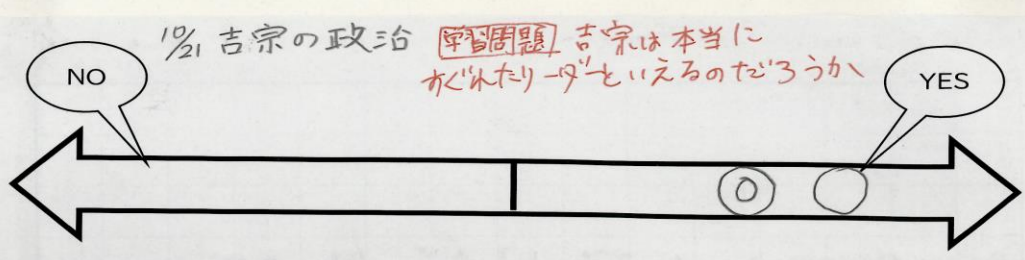 10/21 吉宗の政治 学習問題 吉宗は本当に
すぐれたリーダーといえるのだろうか
NO
YES